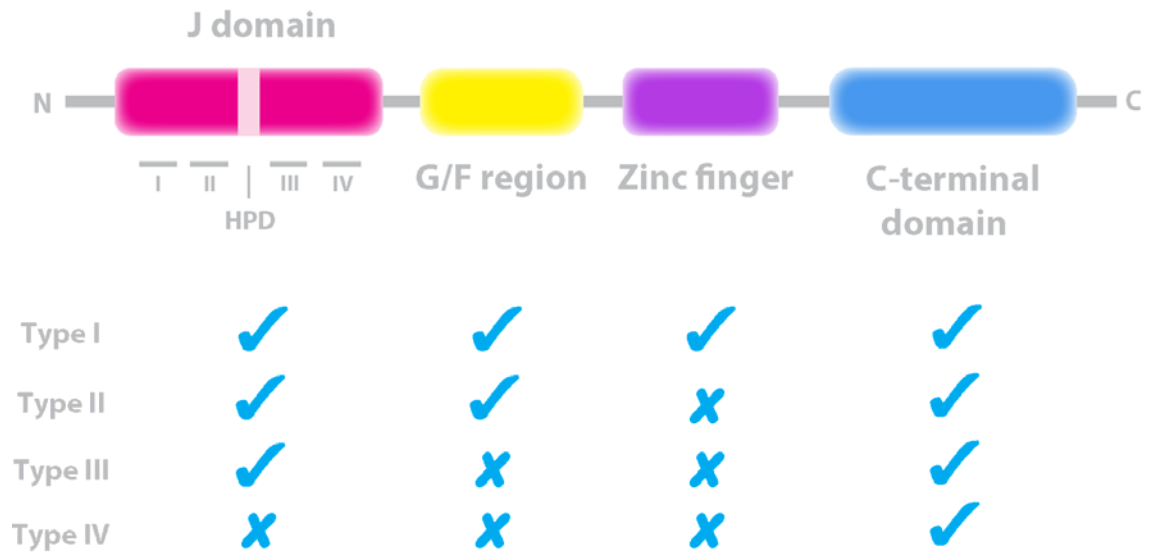 J domain
N
C
I II III IV
HPD
G/F region
Zinc finger
C-terminal
domain
Type I
Type II
Type III
Type IV